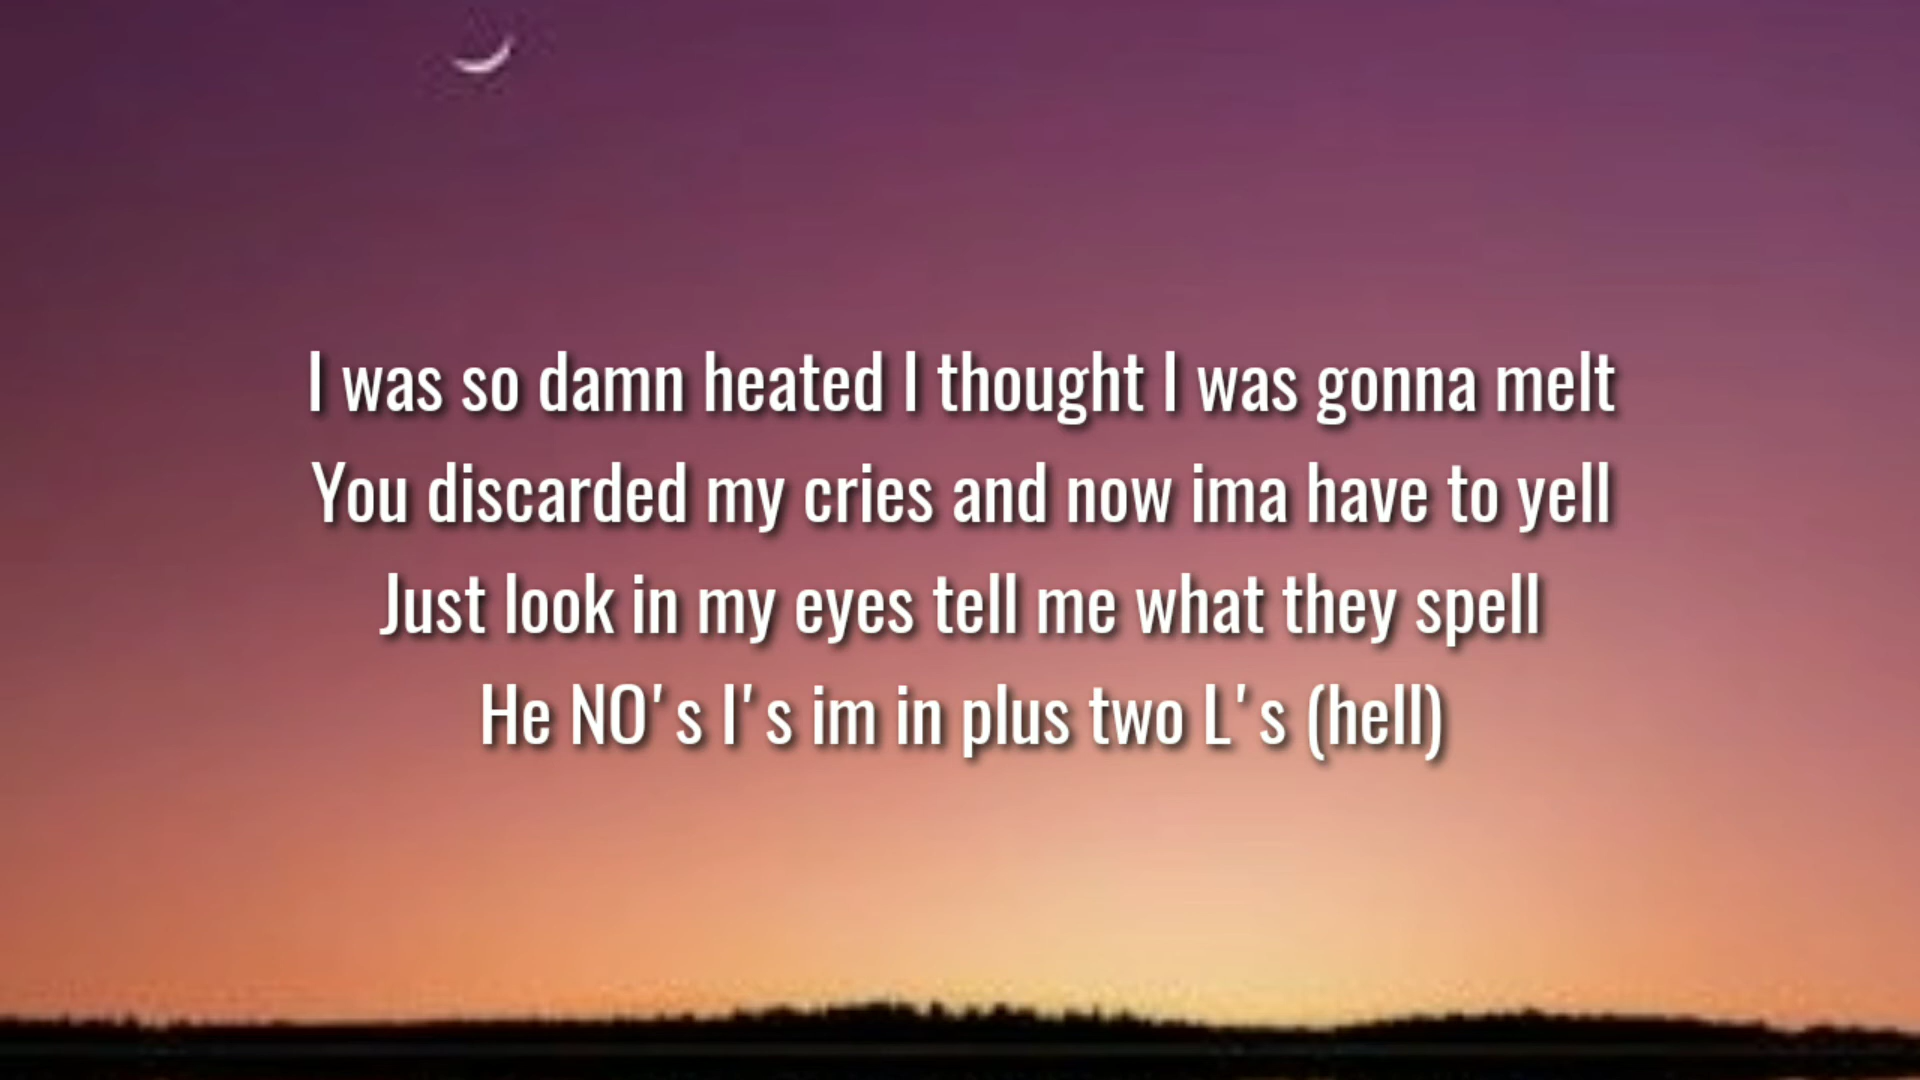 I was so damn heated I thought I was gonna melt
You discarded my cries and now ima have to yell
Just look in my eyes tell me what they spell
He NO's I's im in plus two L's (hell)